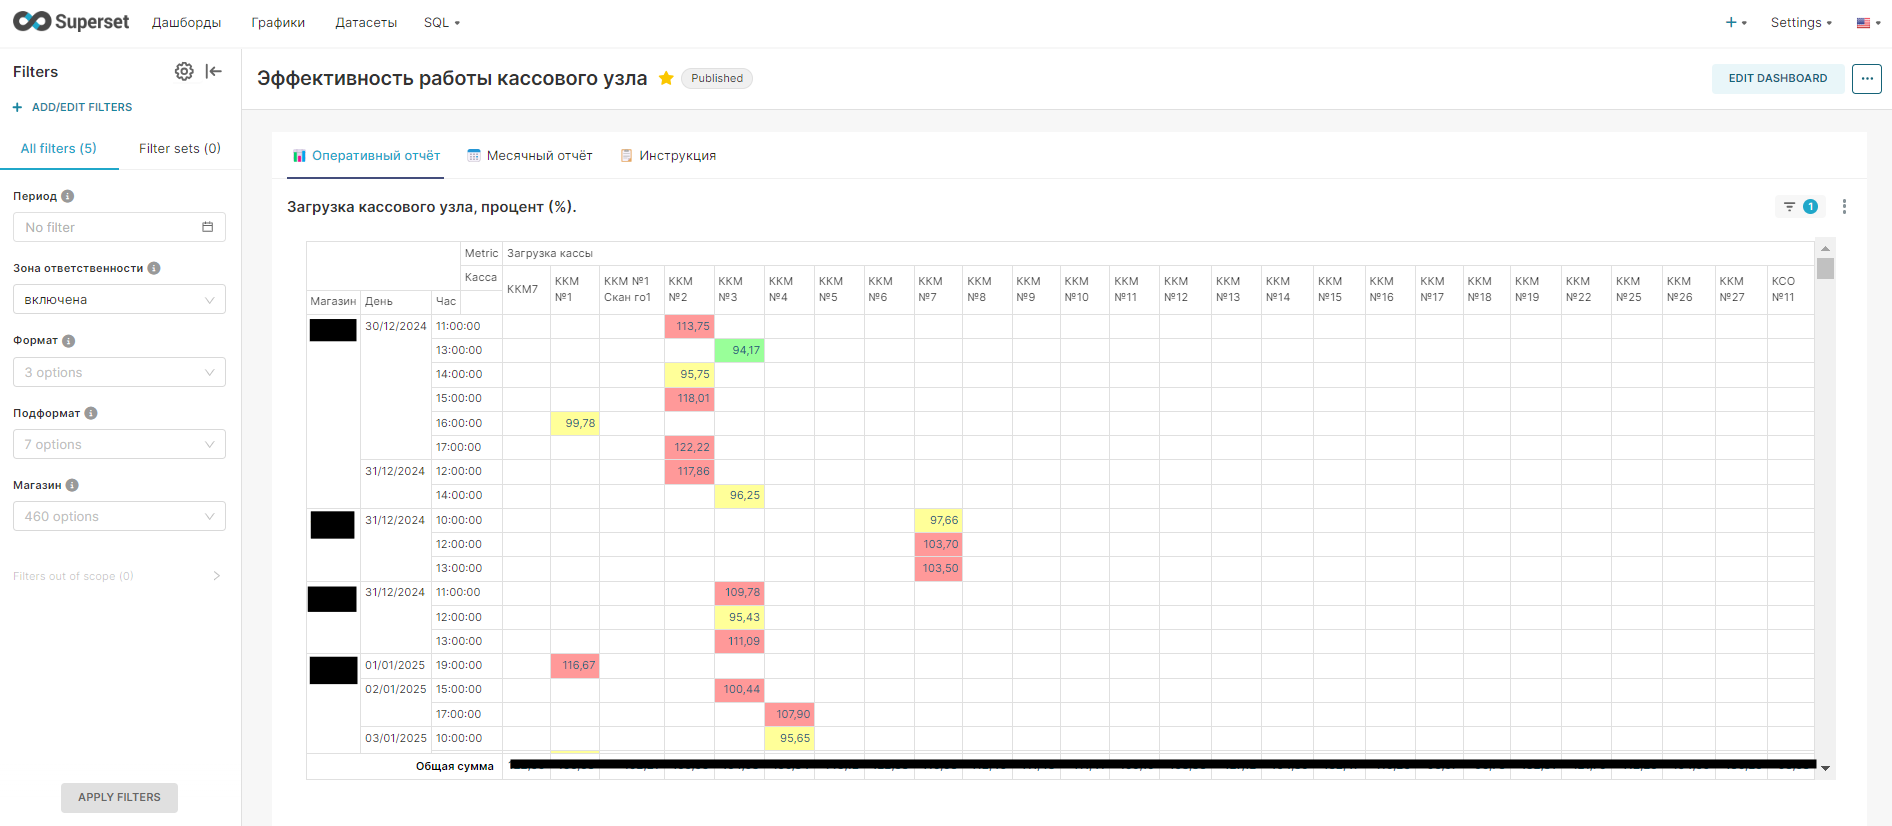 Superset Дашборды Графики Датасеты SQL Settings
Filters
ADD/EDIT FILTERS
All filters (5) Filter sets (0)
Период
No filter
Зона ответственности
включена
Формат
3 options
Подформат
7 options
Магазин
460 options
Filters out of scope (0)
APPLY FILTERS
Эффективность работы кассового узла Published EDIT DASHBOARD
Оперативный отчёт Месячный отчёт Инструкция
Загрузка кассового узла, процент (%). 1
Metric Загрузка кассы
Касса ККМ7 ККМ №1 ККМ №1 Скан го1 ККМ №2 ККМ №3 ККМ №4 ККМ №5 ККМ №6 ККМ №7 ККМ №8 ККМ №9 ККМ №10 ККМ №11 ККМ №12 ККМ №13 ККМ №14 ККМ №15 ККМ №16 ККМ №17 ККМ №18 ККМ №19 ККМ №22 ККМ №25 ККМ №26 ККМ №27 КСО №11
Магазин День Час
30/12/2024 11:00:00 113,75
13:00:00 94,17
14:00:00 95,75
15:00:00 118,01
16:00:00 99,78
17:00:00 122,22
31/12/2024 12:00:00 117,86
14:00:00 96,25
31/12/2024 10:00:00 97,66
12:00:00 103,70
13:00:00 103,50
31/12/2024 11:00:00 109,78
12:00:00 95,43
13:00:00 111,09
01/01/2025 19:00:00 116,67
02/01/2025 15:00:00 100,44
17:00:00 107,90
03/01/2025 10:00:00 95,65
Общая сумма